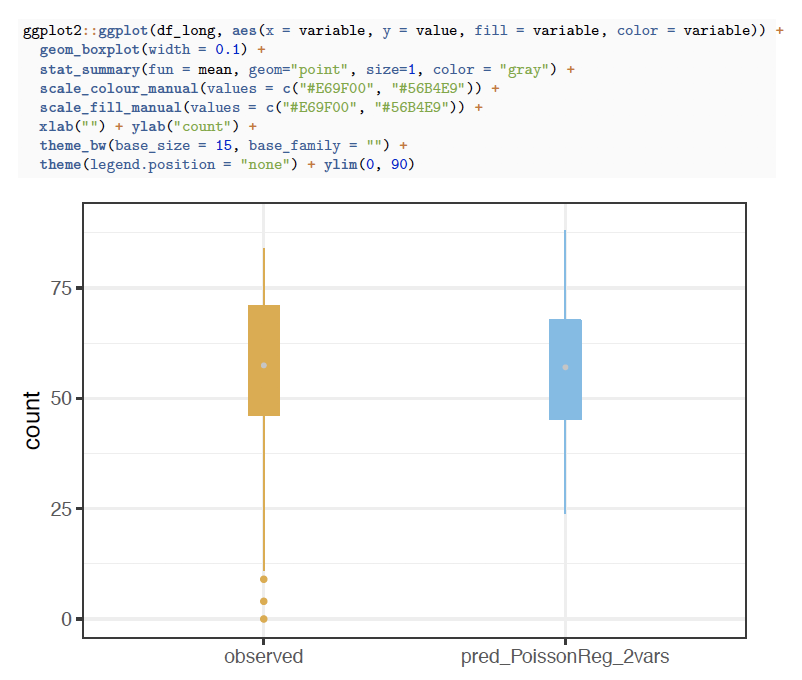 ggplot2::ggplot(df_long, aes(x = variable, y = value, fill = variable, color = variable)) +
  geom_boxplot(width = 0.1) +
  stat_summary(fun = mean, geom="point", size=1, color = "gray") +
  scale_colour_manual(values = c("#E69F00", "#56B4E9")) +
  scale_fill_manual(values = c("#E69F00", "#56B4E9")) +
  xlab("") + ylab("count") +
  theme_bw(base_size = 15, base_family = "") +
  theme(legend.position = "none") + ylim(0, 90)
75
50
25
0
count
observed
pred_PoissonReg_2vars